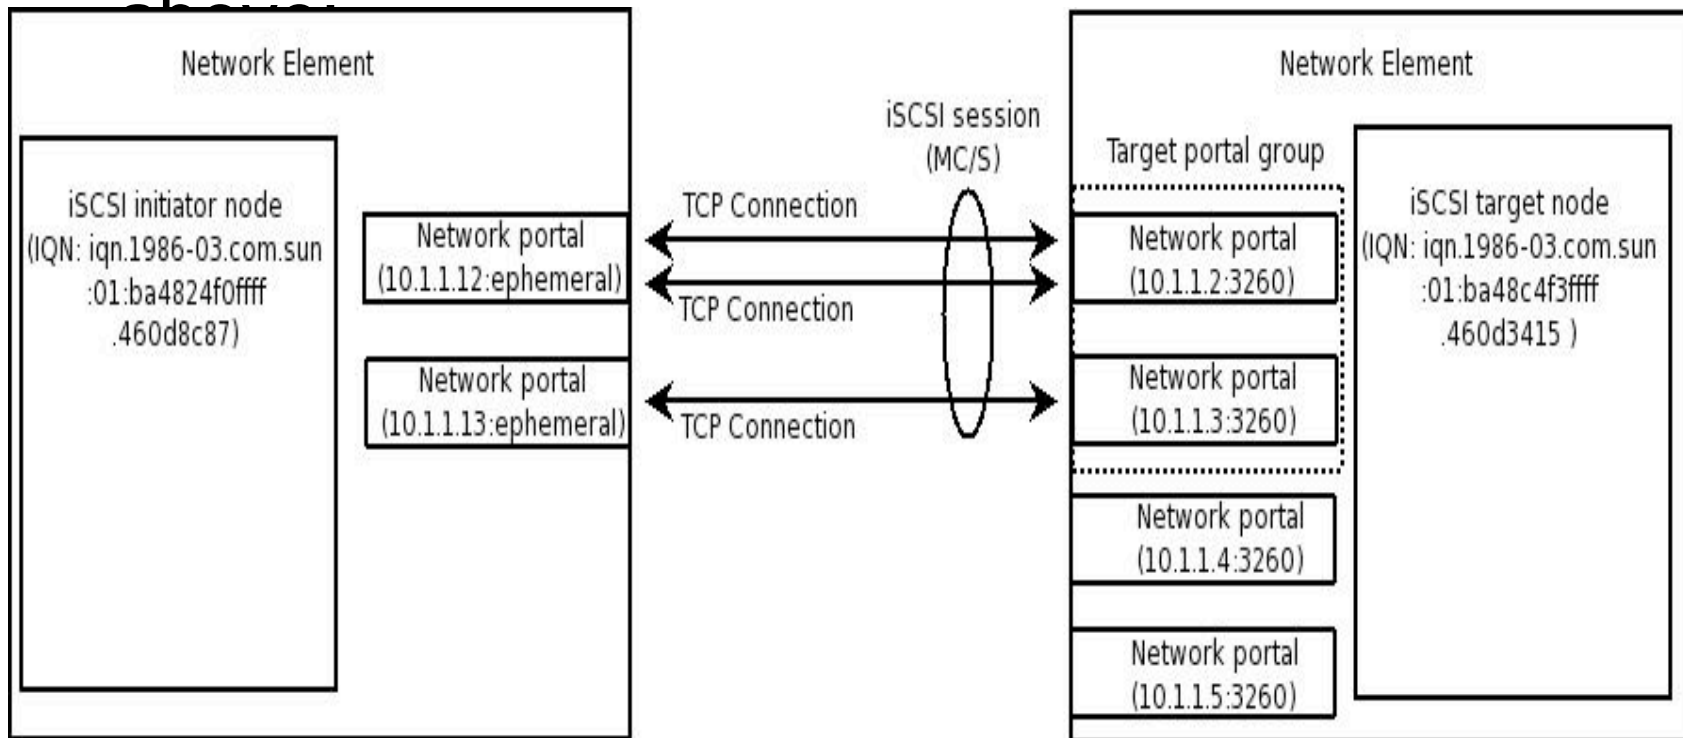 above:
Network Element
iSCSI initiator node
(IQN: iqn.1986-03.com.sun
:01:ba4824f0ffff
.460d8c87)
Network portal
(10.1.1.12:ephemeral)
Network portal
(10.1.1.13:ephemeral)
iSCSI session
(MC/S)
TCP Connection
TCP Connection
TCP Connection
Network Element
Target portal group
Network portal
(10.1.1.2:3260)
Network portal
(10.1.1.3:3260)
Network portal
(10.1.1.4:3260)
Network portal
(10.1.1.5:3260)
iSCSI target node
(IQN: iqn.1986-03.com.sun
:01:ba48c4f3ffff
.460d3415 )